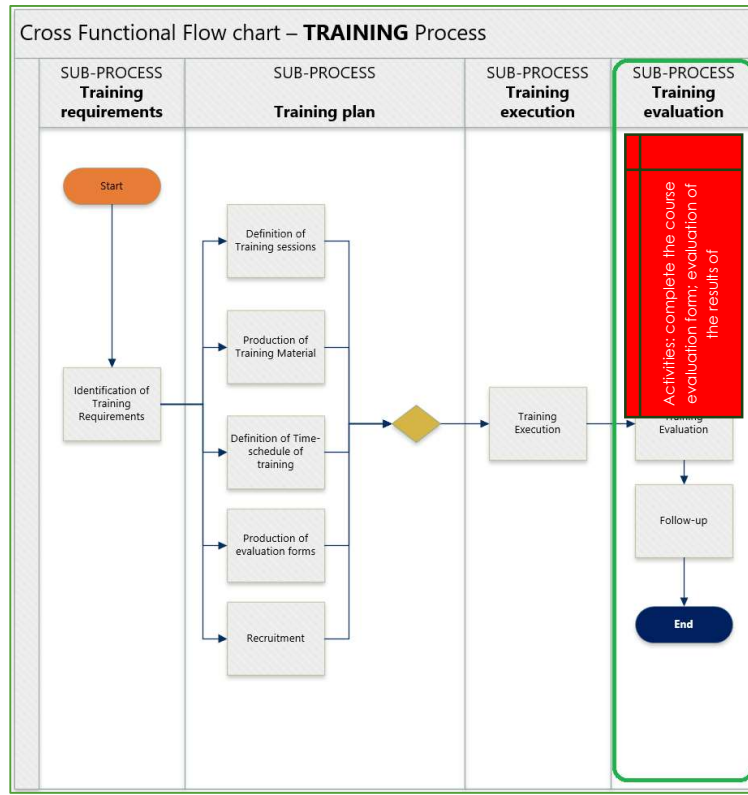 Cross Functional Flow chart – TRAINING Process
SUB-PROCESS
Training
requirements
SUB-PROCESS
Training plan
SUB-PROCESS
Training
execution
SUB-PROCESS
Training
evaluation
Start
Identification of
Training
Requirements
Definition of
Training sessions
Production of
Training Material
Definition of Time-
schedule of
training
Production of
evaluation forms
Recruitment
Training
Execution
Activities: complete the course
evaluation form; evaluation of
the results of
Training
Evaluation
Follow-up
End